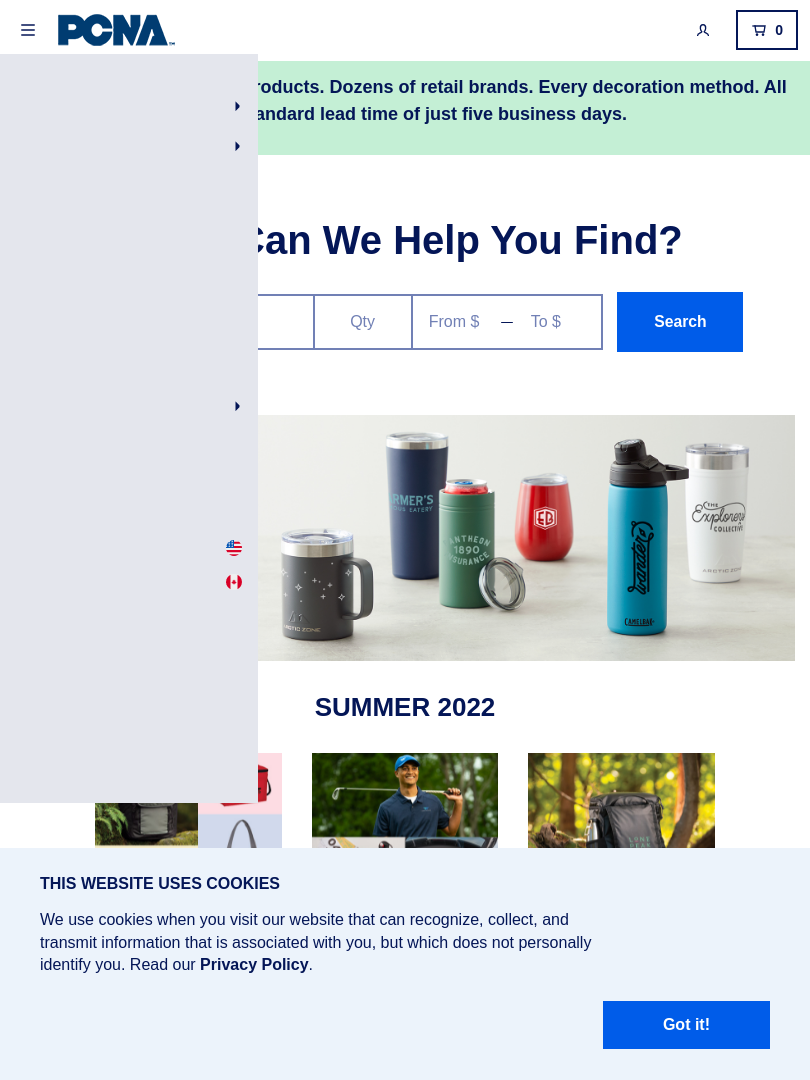 PCNA
0
roducts. Dozens of retail brands. Every decoration method. All
andard lead time of just five business days.
Can We Help You Find?
Qty
From $ — To $
Search
RMER'S
ANTHEON
1890
SURANCE
wander
CAMELBAK
THE
Explorers
COLLECTIVE
ARCTIC ZONE
ARCTIC ZONE
SUMMER 2022
THIS WEBSITE USES COOKIES
We use cookies when you visit our website that can recognize, collect, and
transmit information that is associated with you, but which does not personally
identify you. Read our Privacy Policy.
Got it!